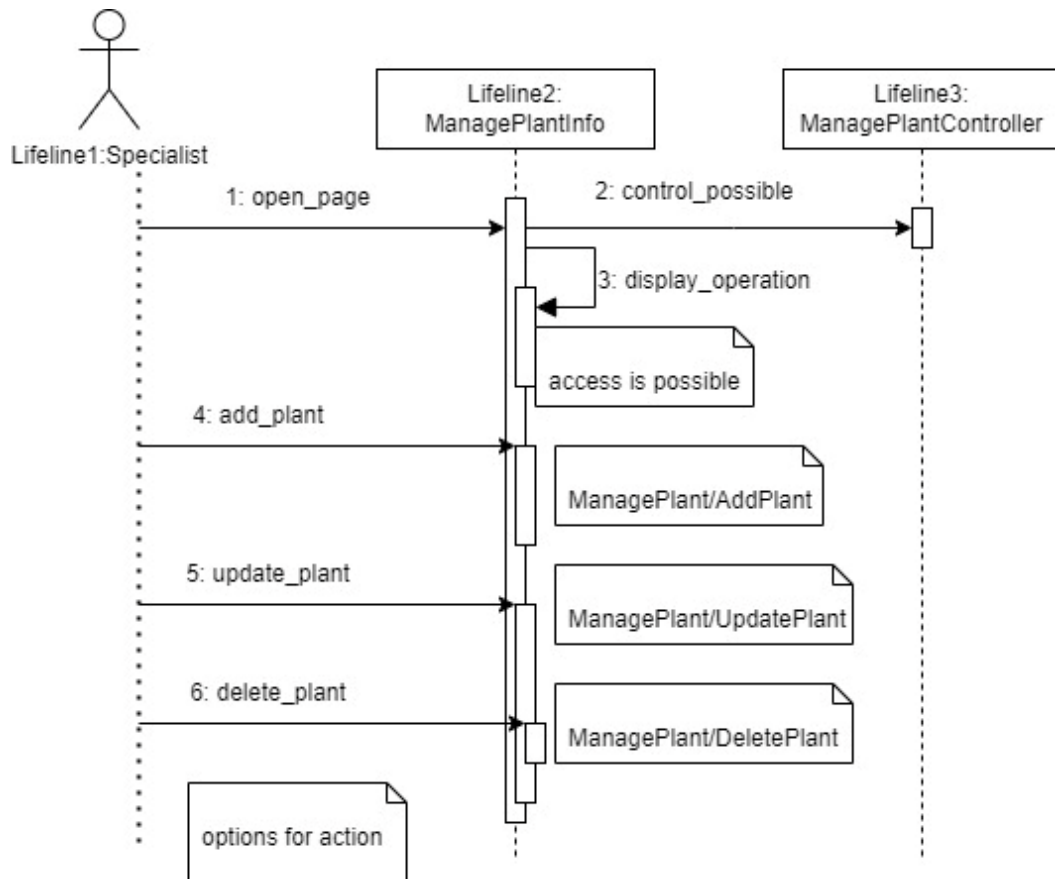 Lifeline1:Specialist
Lifeline2:
ManagePlantInfo
Lifeline3:
ManagePlantController
1: open_page
2: control_possible
3: display_operation
access is possible
4: add_plant
ManagePlant/AddPlant
5: update_plant
ManagePlant/UpdatePlant
6: delete_plant
ManagePlant/DeletePlant
options for action